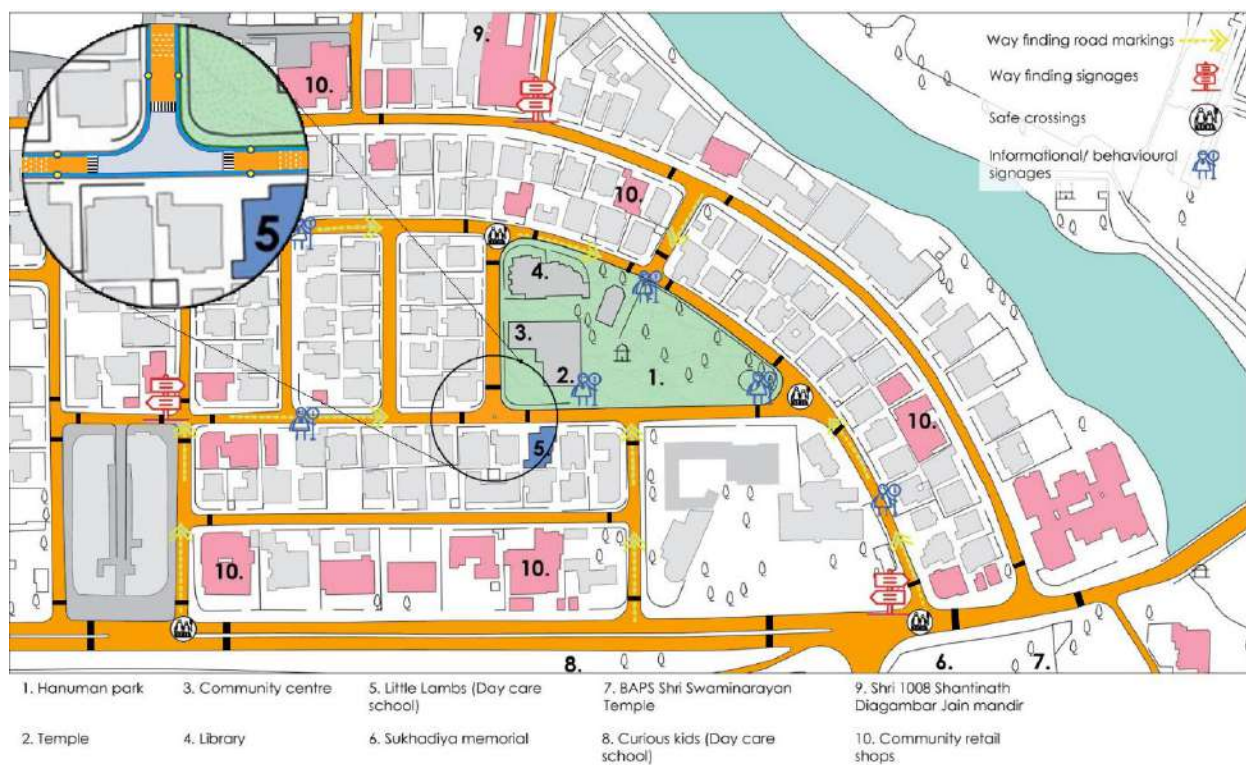 9.
10.
5
10.
4.
3.
2.
1.
5.
10.
10.
10.
8.
6.
7.
Way finding road markings
Way finding signages
Safe crossings
Informational/ behavioural
signages
1. Hanuman park
2. Temple
3. Community centre
4. Library
5. Little Lambs (Day care
school)
6. Sukhadiya memorial
7. BAPS Shri Swaminarayan
Temple
8. Curious kids (Day care
school)
9. Shri 1008 Shantinath
Diagambar Jain mandir
10. Community retail
shops